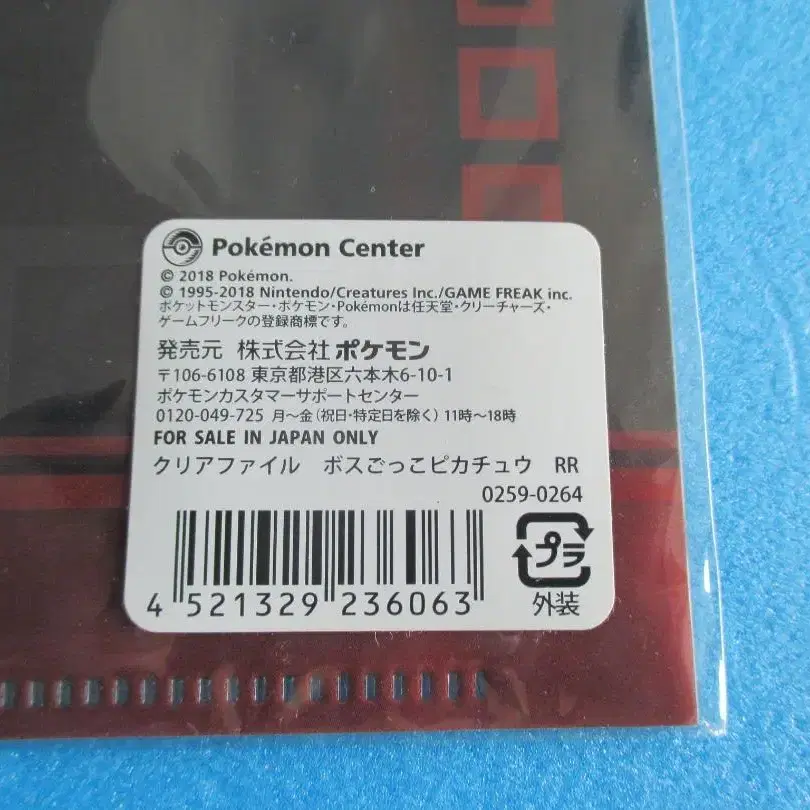 Pokémon Center
© 2018 Pokémon.
© 1995-2018 Nintendo/Creatures Inc./GAME FREAK inc.
ポケットモンスター・ポケモン・Pokémonは任天堂・クリーチャーズ・
ゲームフリークの登録商標です。
発売元 株式会社ポケモン
〒106-6108 東京都港区六本木6-10-1
ポケモンカスタマーサポートセンター
0120-049-725 月～金（祝日・特定日を除く）11時～18時
FOR SALE IN JAPAN ONLY
クリアファイル ボスごっこピカチュウ RR
0259-0264
プラ
外装
4 521329 236063